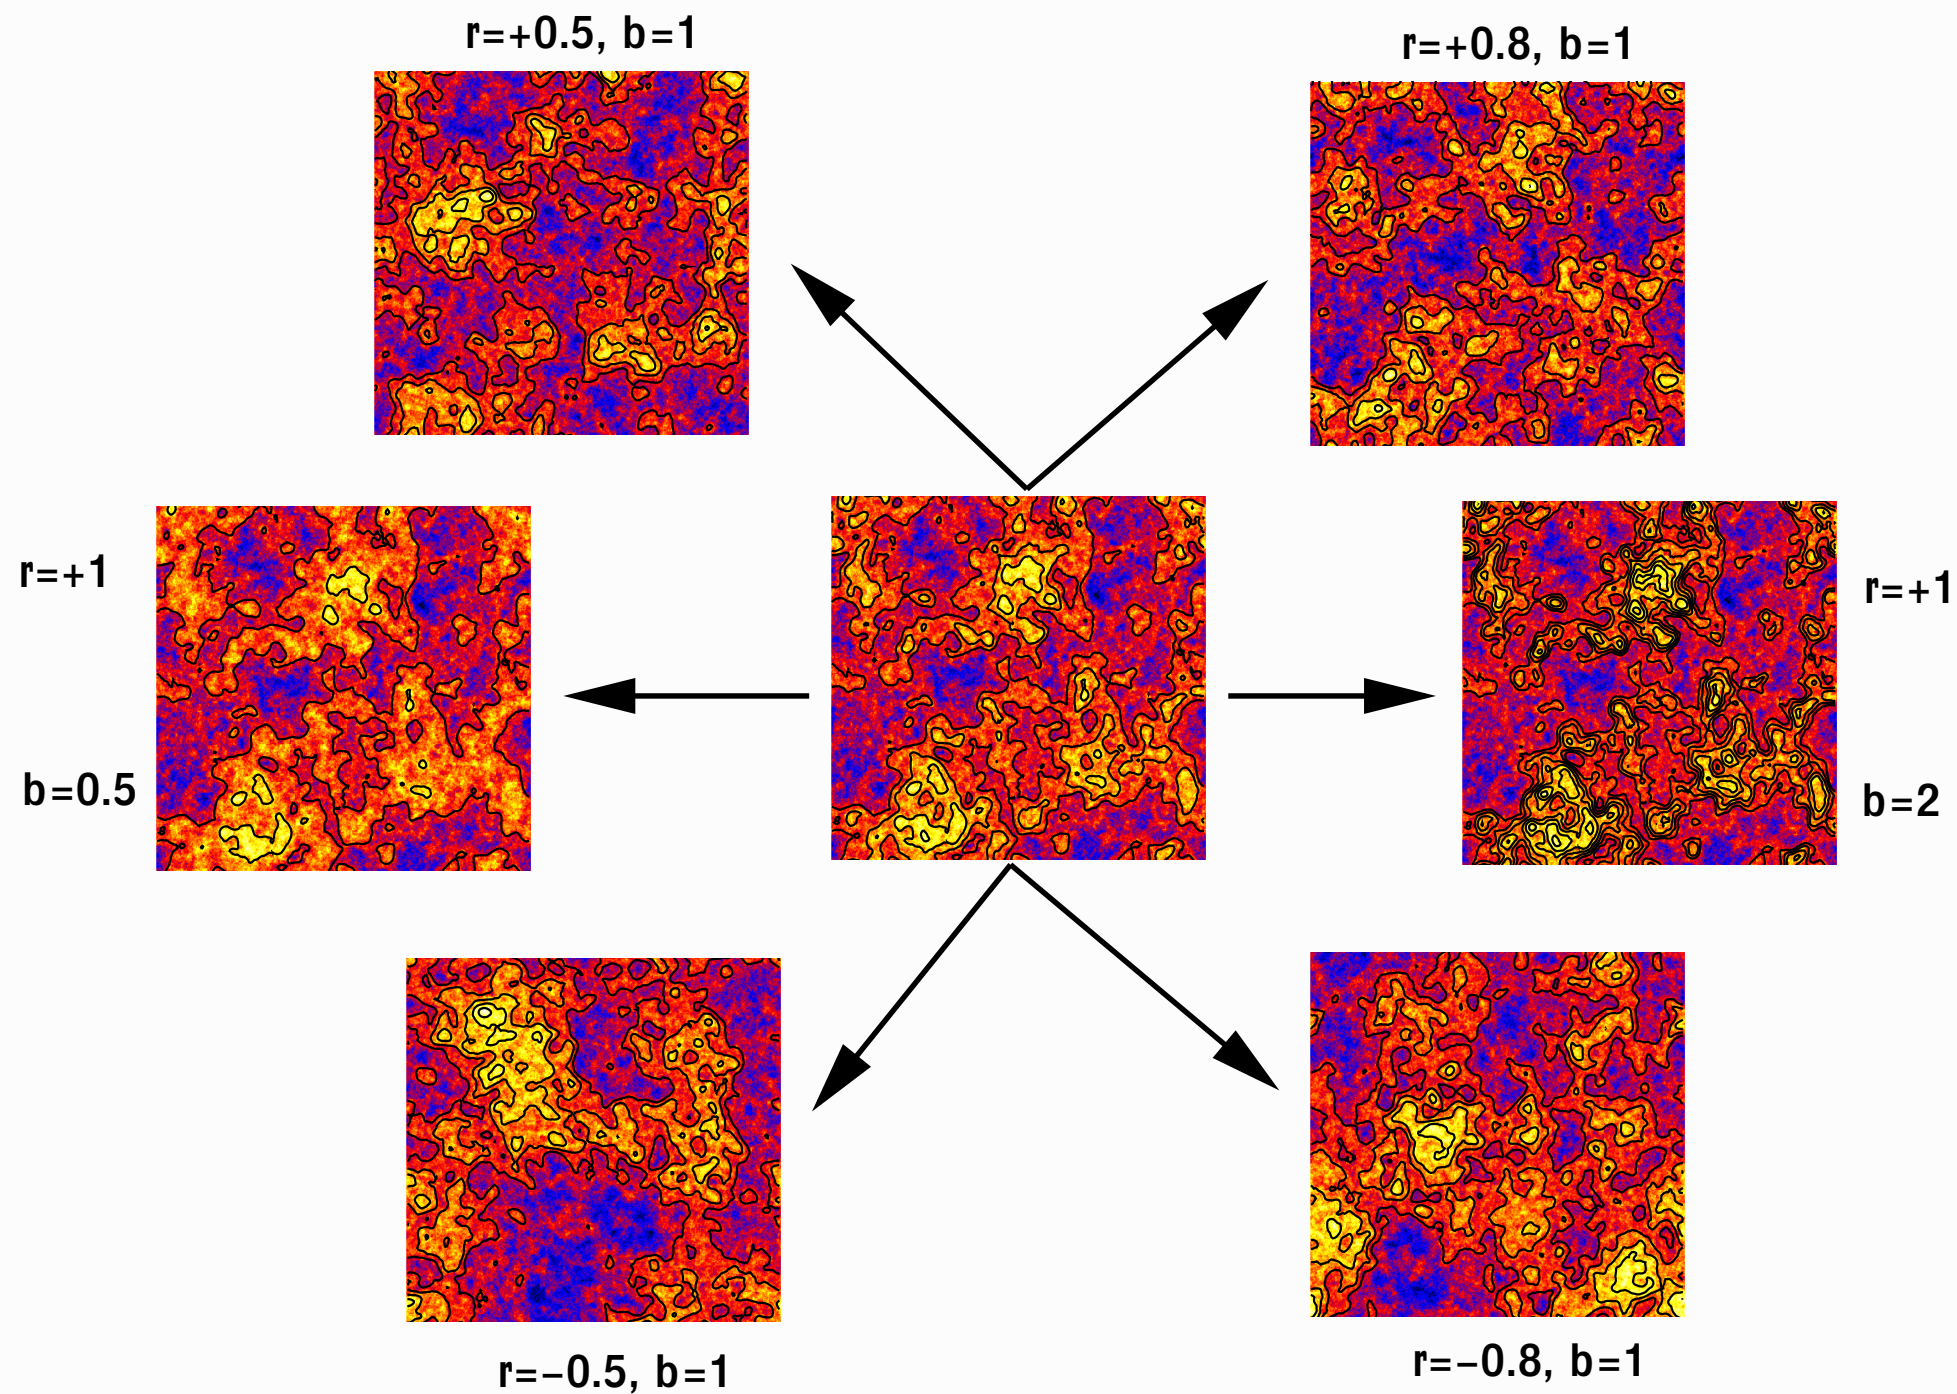 r=+0.5, b=1
r=+0.8, b=1
r=+1
r=+1
b=0.5
b=2
r=−0.5, b=1
r=−0.8, b=1